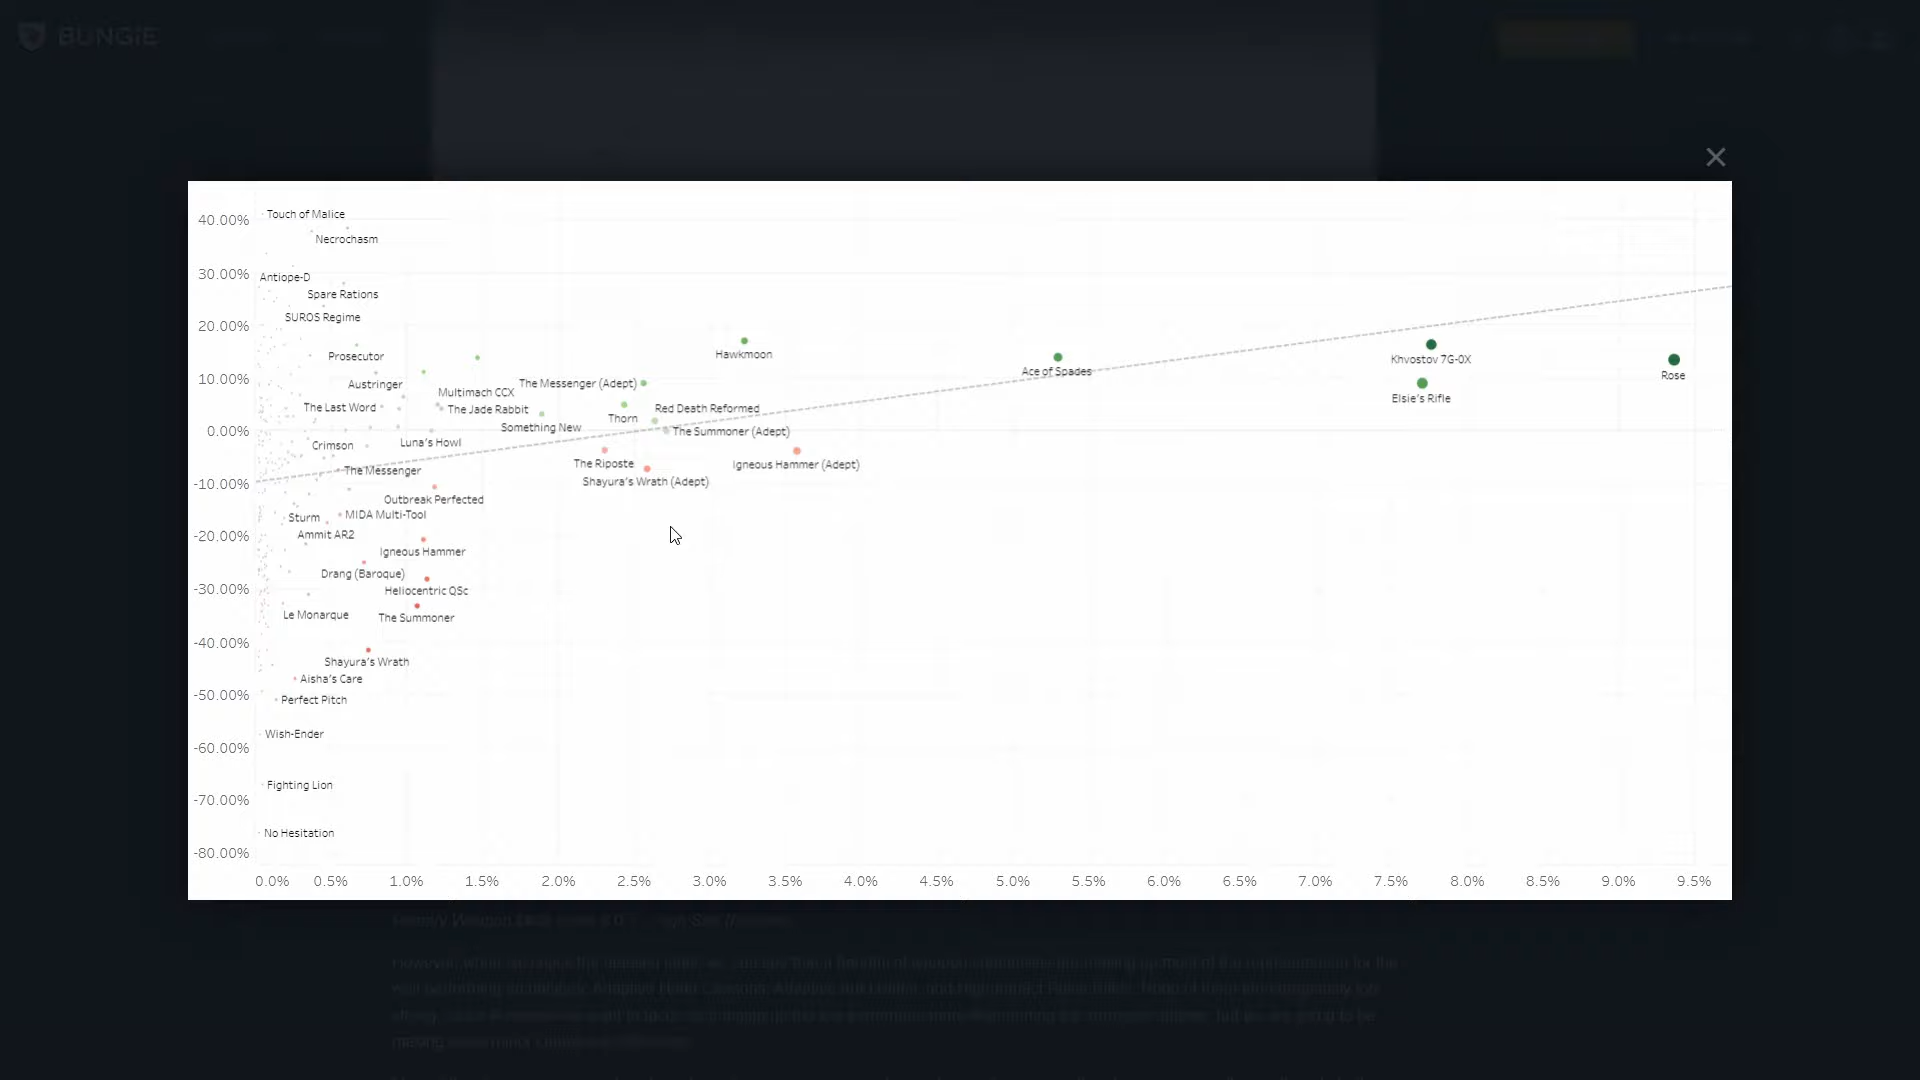 BUNGIE
40.00%
Touch of Malice
Necrochasm
30.00%
Antiope-D
Spare Rations
SUROS Regime
20.00%
Hawkmoon
Prosecutor
Khvostov 7G-0X
Ace of Spades
Rose
10.00%
Austringer
The Messenger (Adept)
Multimach CCX
Elsie's Rifle
The Last Word
The Jade Rabbit
Red Death Reformed
Thorn
Something New
0.00%
The Summoner (Adept)
Crimson
Luna's Howl
The Riposte
Igneous Hammer (Adept)
The Messenger
Shayura's Wrath (Adept)
-10.00%
Outbreak Perfected
MIDA Multi-Tool
Sturm
Ammit AR2
-20.00%
Igneous Hammer
Drang (Baroque)
-30.00%
Heliocentric QSc
Le Monarque
The Summoner
-40.00%
Shayura's Wrath
Aisha's Care
-50.00%
Perfect Pitch
Wish-Ender
-60.00%
Fighting Lion
-70.00%
No Hesitation
-80.00%
0.0% 0.5% 1.0% 1.5% 2.0% 2.5% 3.0% 3.5% 4.0% 4.5% 5.0% 5.5% 6.0% 6.5% 7.0% 7.5% 8.0% 8.5% 9.0% 9.5%